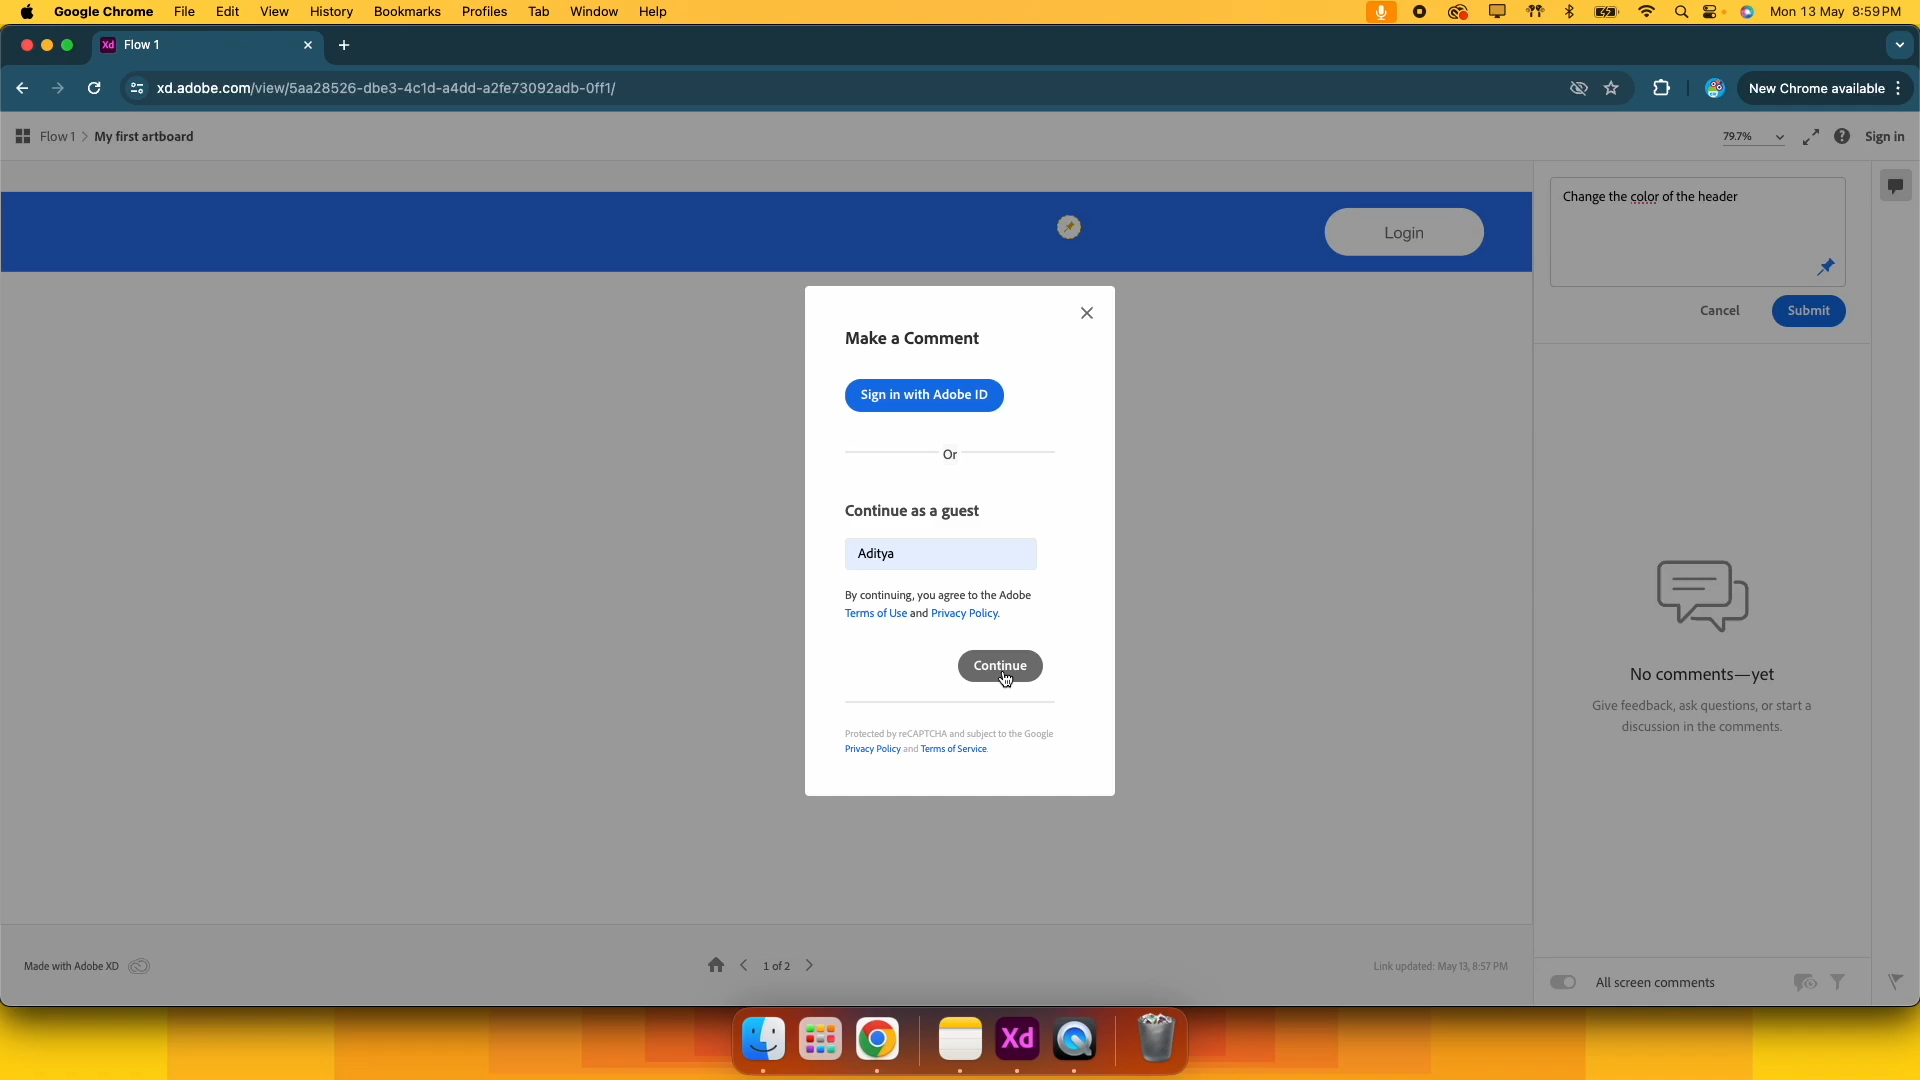 Google Chrome File Edit View History Bookmarks Profiles Tab Window Help Mon 13 May 8:59 PM
Xd Flow 1
xd.adobe.com/view/5aa28526-dbe3-4c1d-a4dd-a2fe73092adb-0ff1/ New Chrome available
Flow 1 > My first artboard 79.7% Sign in
Login
Change the color of the header
Cancel Submit
Make a Comment
Sign in with Adobe ID
Or
Continue as a guest
Aditya
By continuing, you agree to the Adobe
Terms of Use and Privacy Policy.
Continue
Protected by reCAPTCHA and subject to the Google
Privacy Policy and Terms of Service.
No comments—yet
Give feedback, ask questions, or start a
discussion in the comments.
Made with Adobe XD 1 of 2 Link updated: May 13, 8:57 PM
All screen comments
Xd